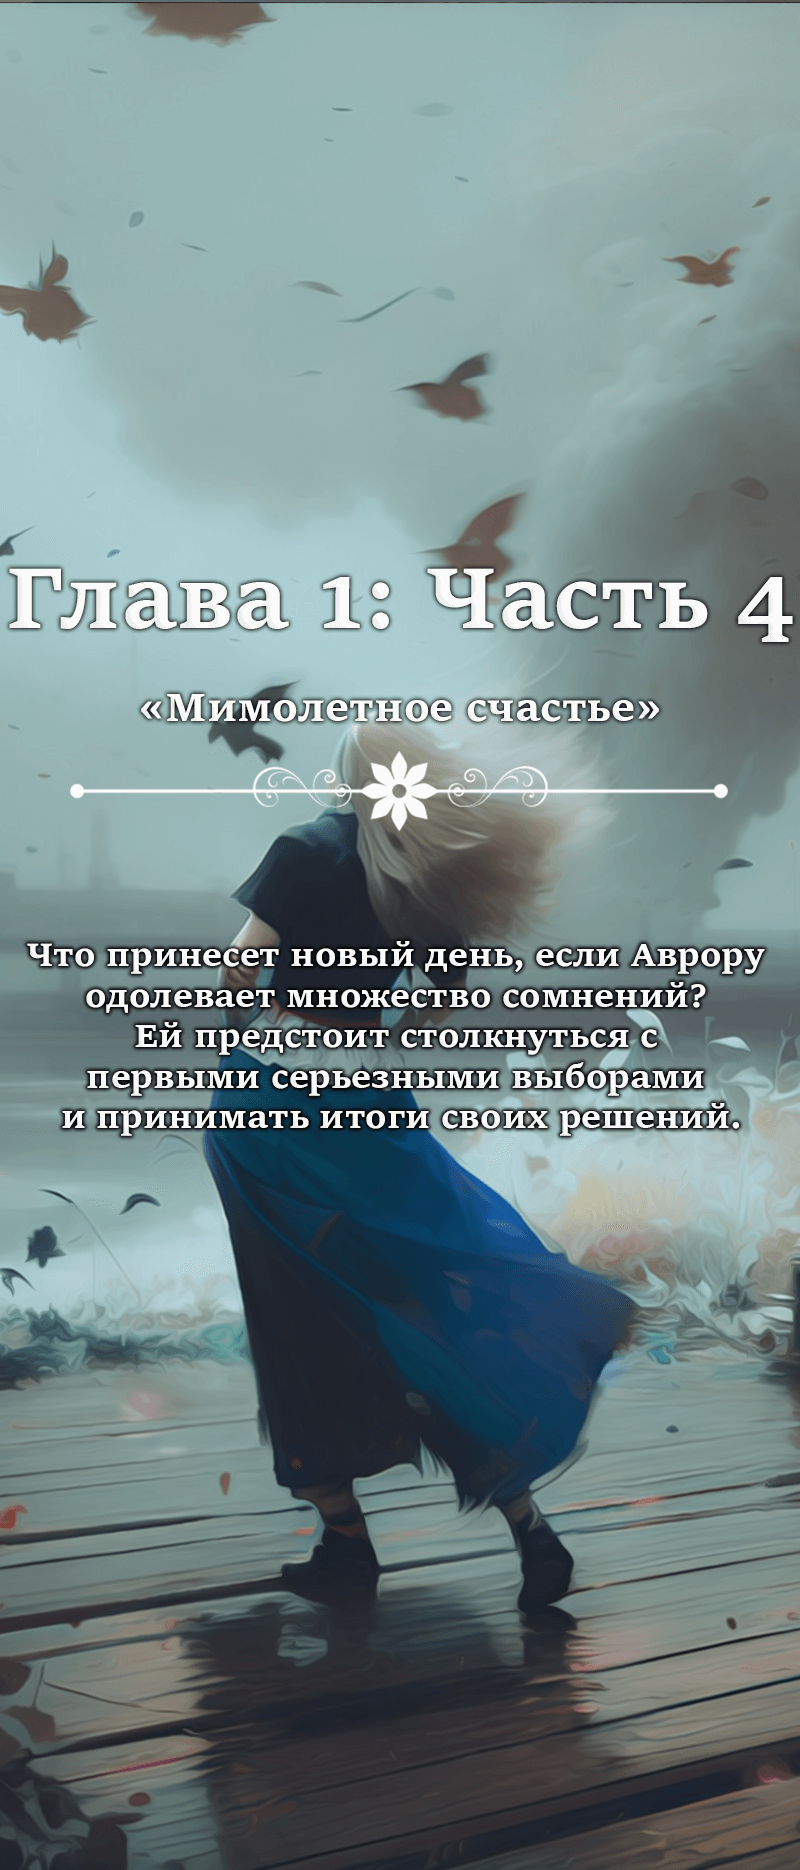 Глава 1: Часть 4
«Мимолетное счастье»
Что принесет новый день, если Аврору
одолевает множество сомнений?
Ей предстоит столкнуться с
первыми серьезными выборами
и принимать итоги своих решений.